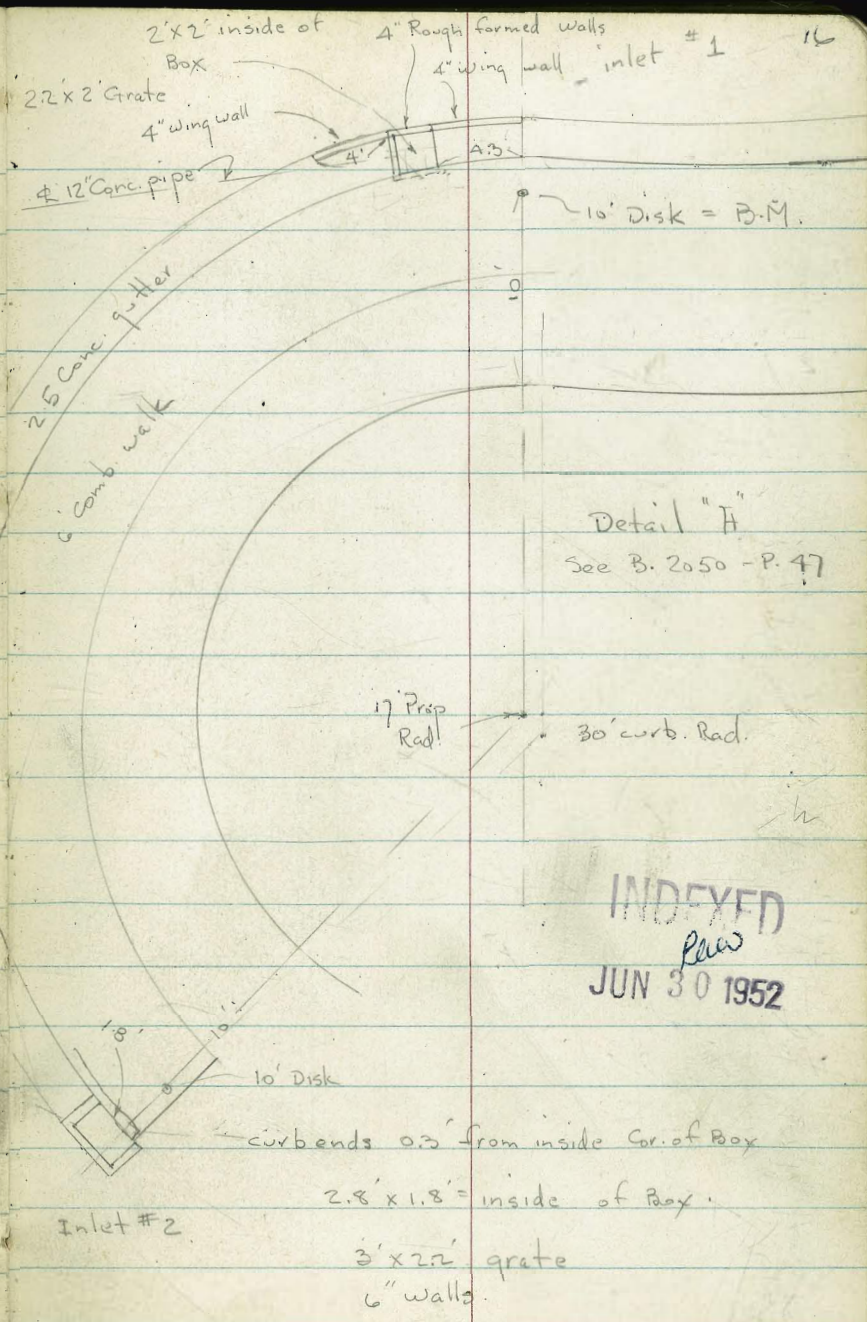 16
2'x2' inside of
Box
4" Rough formed walls
4" wing wall
inlet #1
2.2'x2' Grate
4" wing wall
4'
4.3
℄ 12" Conc. pipe
10' Disk = B.M.
10
2.5 Conc. gutter
6' Comb. walk
Detail "A"
See B. 2050 - P. 47
17' Prop
Rad.
30' curb. Rad.
INDEXED
JUN 30 1952
1.8'
10'
10' Disk
curb ends 0.3' from inside Cor. of Box
2.8' x 1.8' = inside of Box.
Inlet #2
3' x 2.2' grate
6" walls.